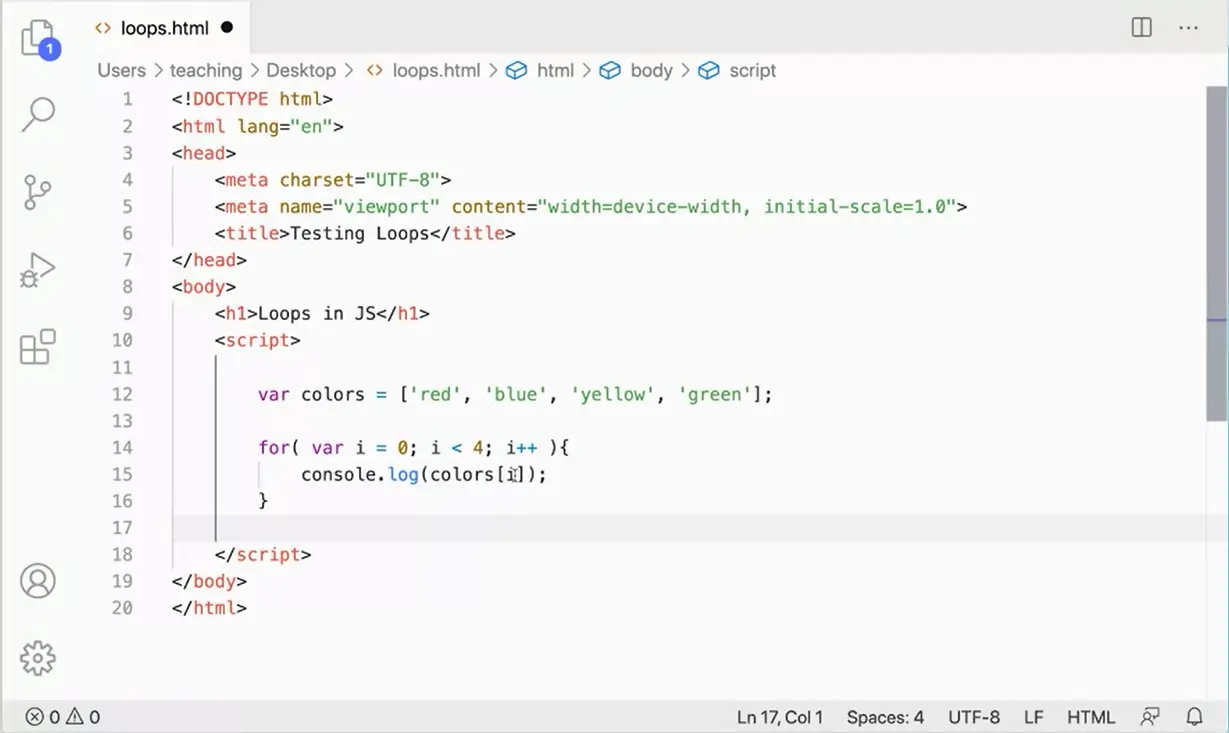 loops.html
1
Users > teaching > Desktop > <> loops.html > html > body > script
1 <!DOCTYPE html>
2 <html lang="en">
3 <head>
4 <meta charset="UTF-8">
5 <meta name="viewport" content="width=device-width, initial-scale=1.0">
6 <title>Testing Loops</title>
7 </head>
8 <body>
9 <h1>Loops in JS</h1>
10 <script>
11
12 var colors = ['red', 'blue', 'yellow', 'green'];
13
14 for( var i = 0; i < 4; i++ ){
15 console.log(colors[i]);
16 }
17
18 </script>
19 </body>
20 </html>
0 0 Ln 17, Col 1 Spaces: 4 UTF-8 LF HTML